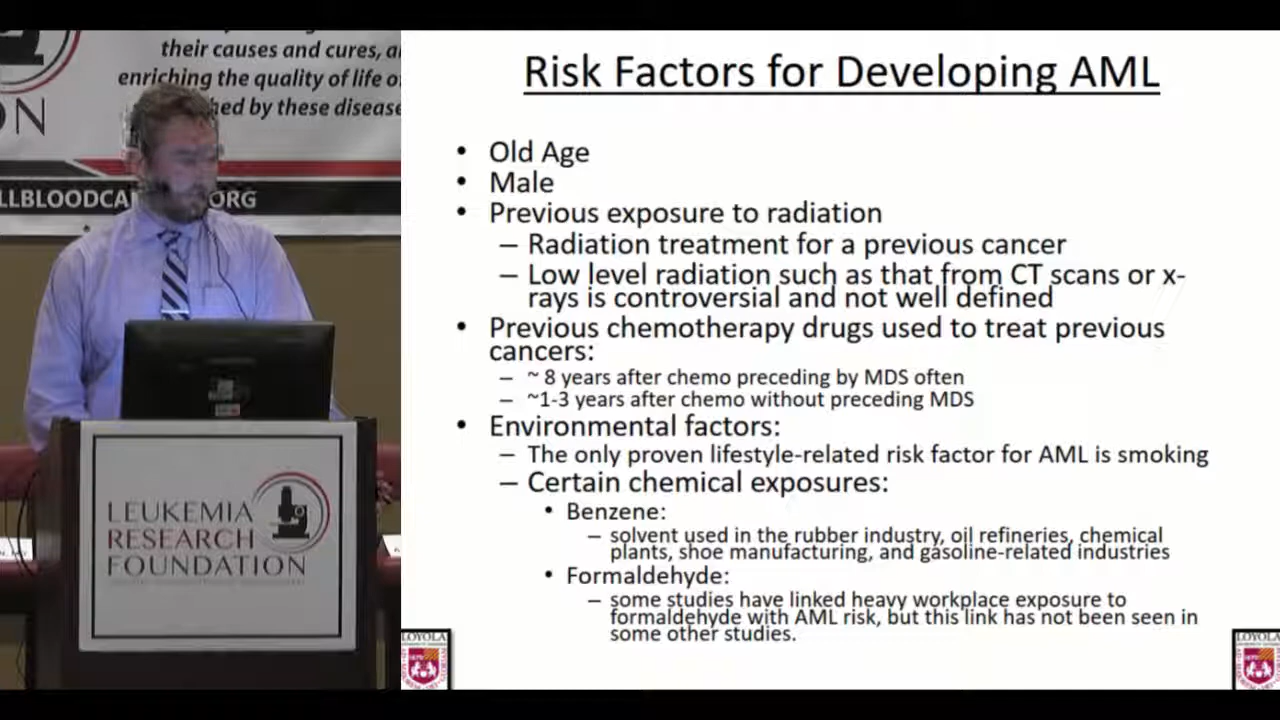 their causes and cures, a
enriching the quality of life o
hed by these disease
ON
LLBLOODCA ORG
LEUKEMIA
RESEARCH
FOUNDATION
Risk Factors for Developing AML
• Old Age
• Male
• Previous exposure to radiation
– Radiation treatment for a previous cancer
– Low level radiation such as that from CT scans or x-
rays is controversial and not well defined
• Previous chemotherapy drugs used to treat previous
cancers:
– ~ 8 years after chemo preceding by MDS often
– ~1-3 years after chemo without preceding MDS
• Environmental factors:
– The only proven lifestyle-related risk factor for AML is smoking
– Certain chemical exposures:
• Benzene:
– solvent used in the rubber industry, oil refineries, chemical
plants, shoe manufacturing, and gasoline-related industries
• Formaldehyde:
– some studies have linked heavy workplace exposure to
formaldehyde with AML risk, but this link has not been seen in
some other studies.
LOYOLA
LOYOLA